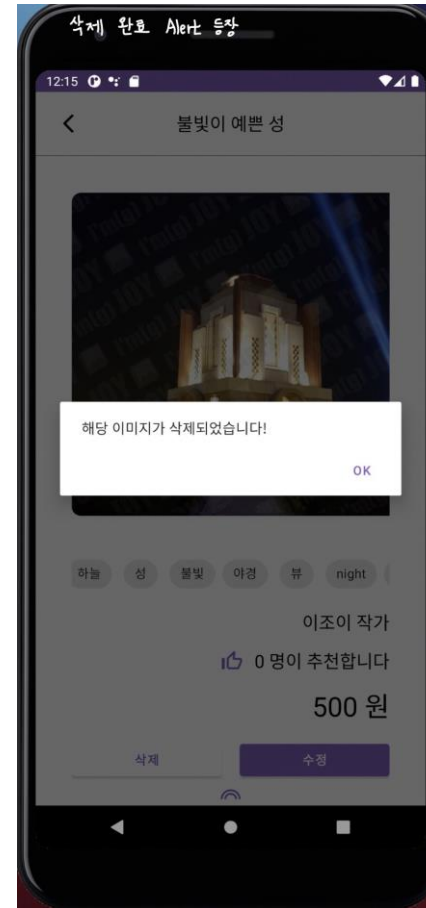 삭제 완료 Alert 등장
12:15
불빛이 예쁜 성
I'm(g) JOY
해당 이미지가 삭제되었습니다!
OK
하늘 성 불빛 야경 뷰 night
이조이 작가
0 명이 추천합니다
500 원
삭제 수정